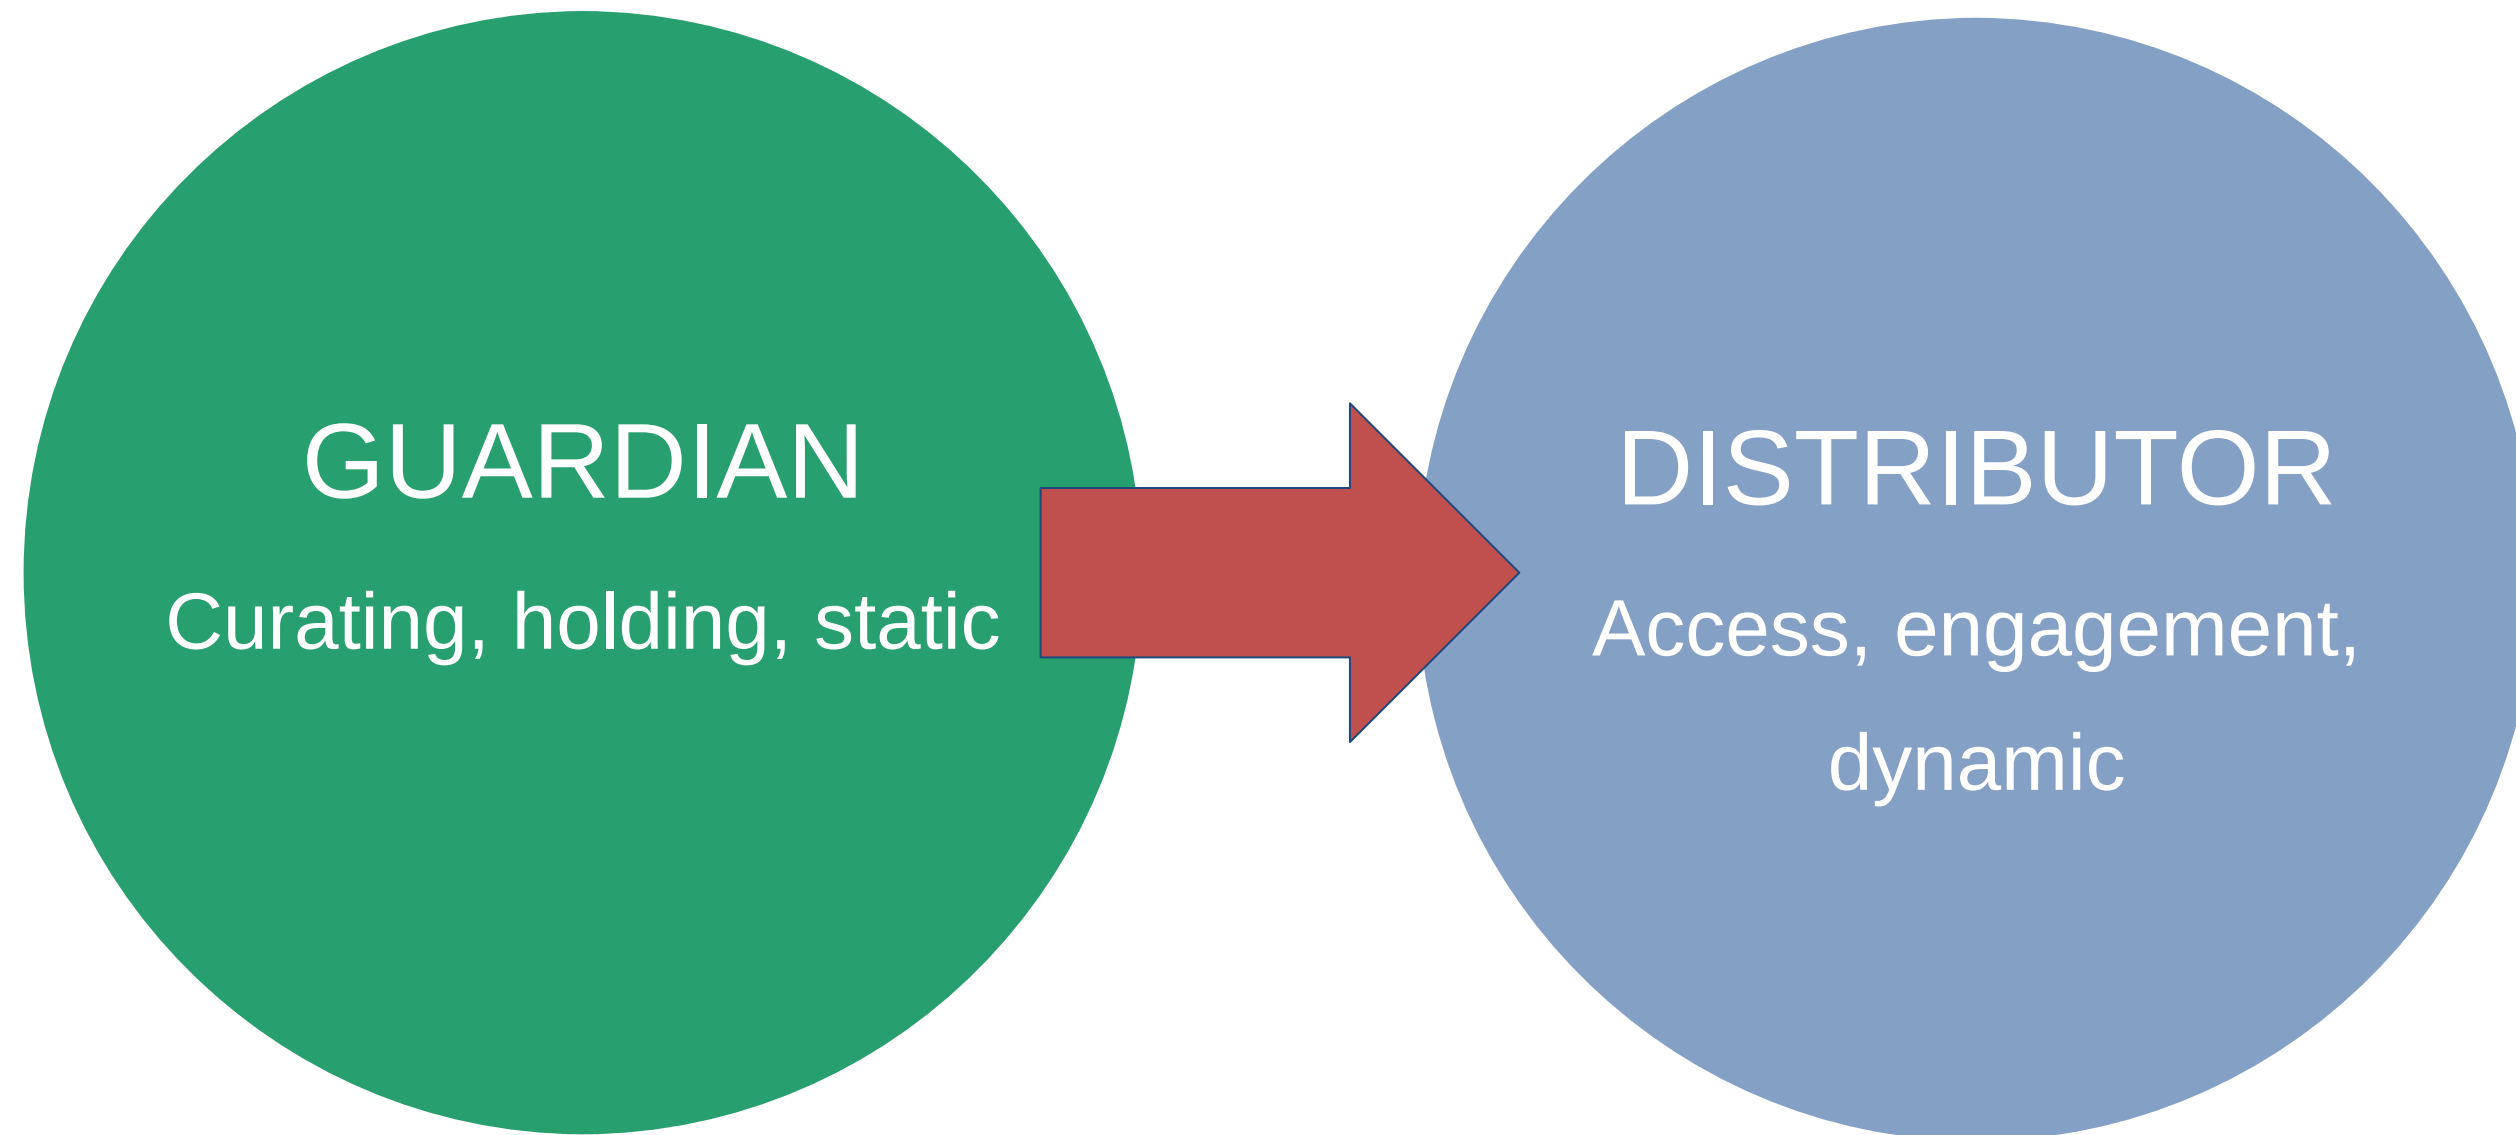 GUARDIAN
Curating, holding, static
DISTRIBUTOR
Access, engagement,
dynamic